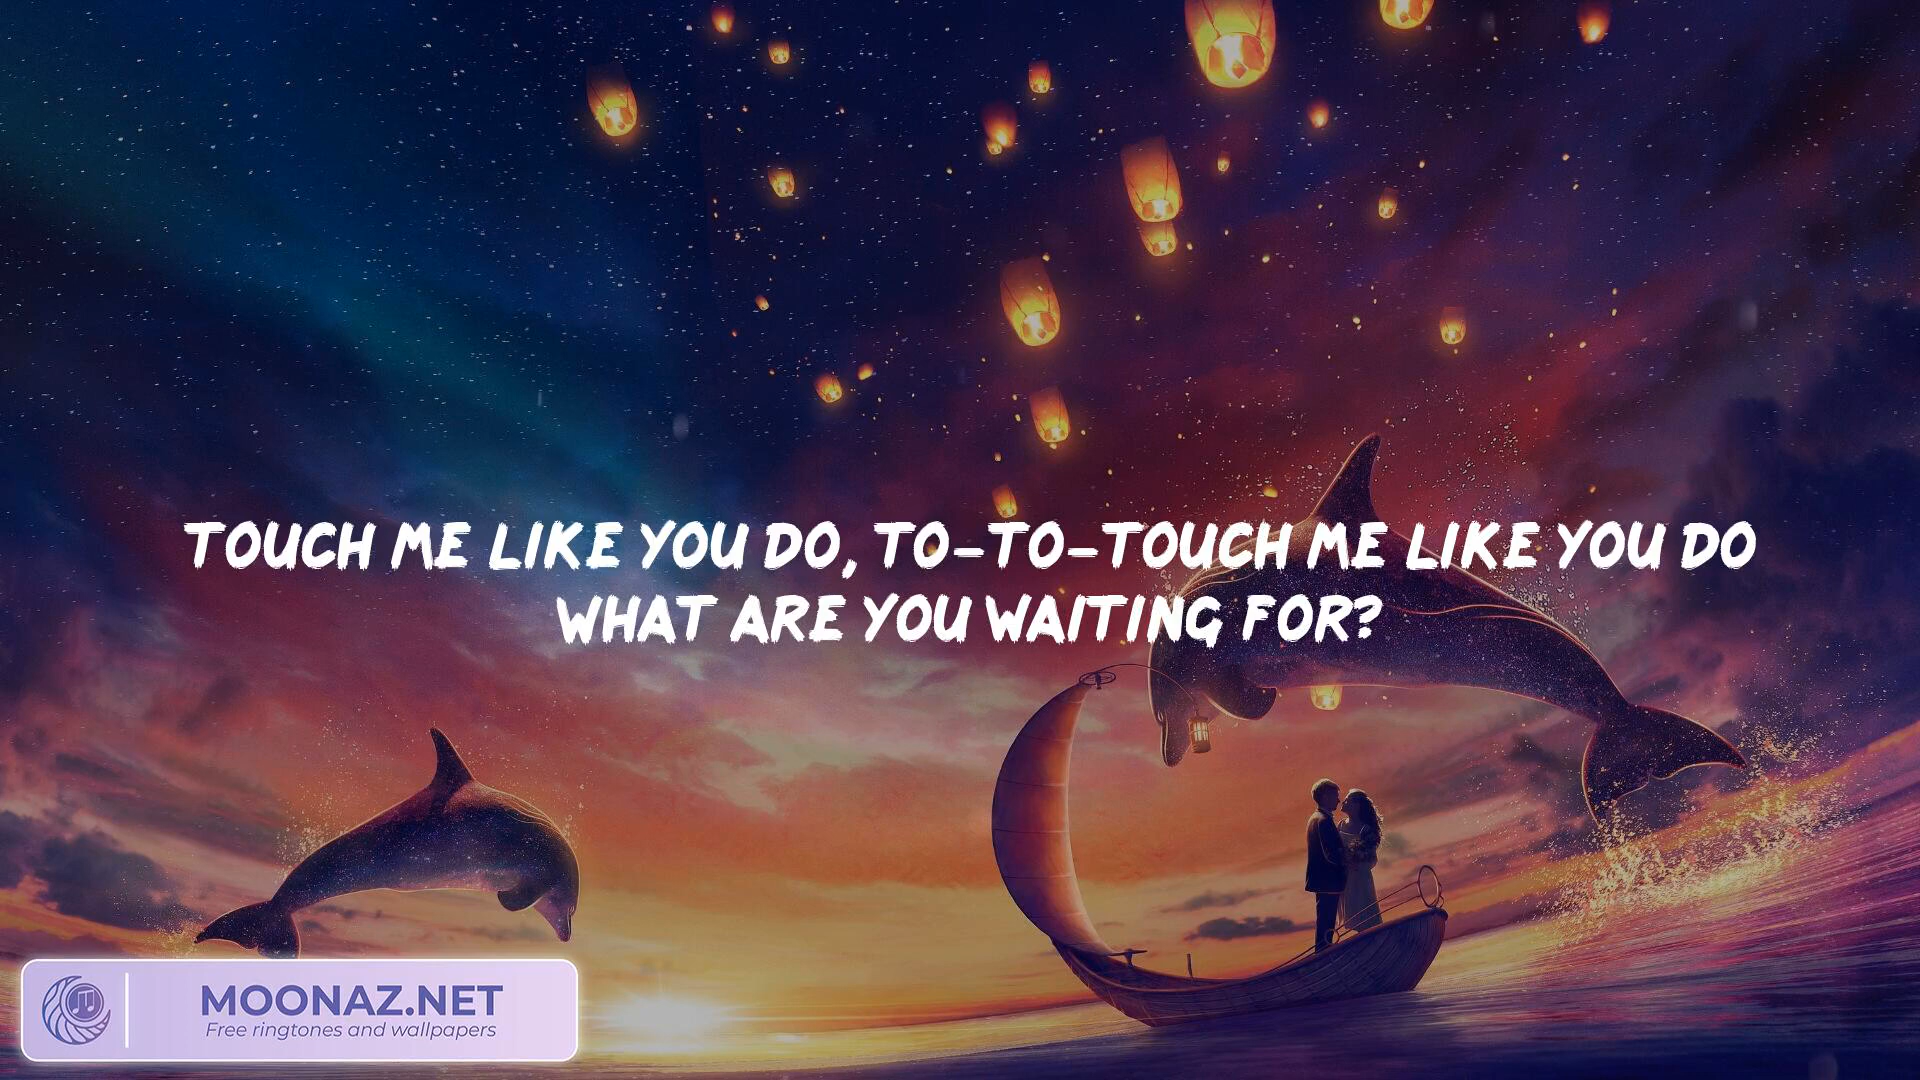 TOUCH ME LIKE YOU DO, TO-TO-TOUCH ME LIKE YOU DO
WHAT ARE YOU WAITING FOR?
MOONAZ.NET
Free ringtones and wallpapers